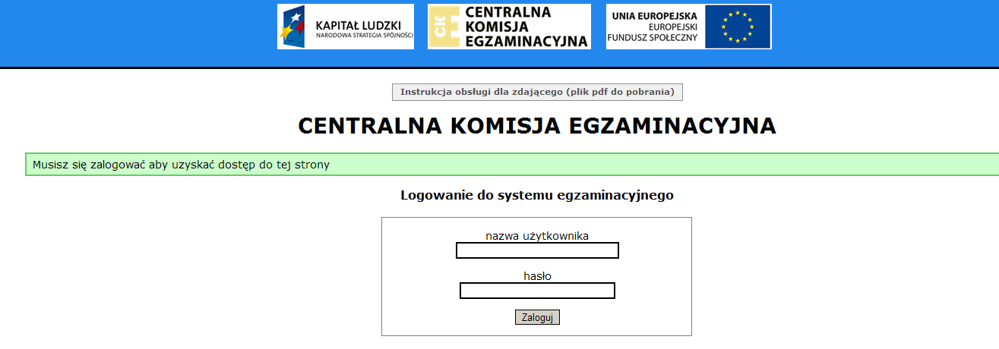 KAPITAŁ LUDZKI
NARODOWA STRATEGIA SPÓJNOŚCI
CKE
CENTRALNA
KOMISJA
EGZAMINACYJNA
UNIA EUROPEJSKA
EUROPEJSKI
FUNDUSZ SPOŁECZNY
Instrukcja obsługi dla zdającego (plik pdf do pobrania)
CENTRALNA KOMISJA EGZAMINACYJNA
Musisz się zalogować aby uzyskać dostęp do tej strony
Logowanie do systemu egzaminacyjnego
nazwa użytkownika
hasło
Zaloguj